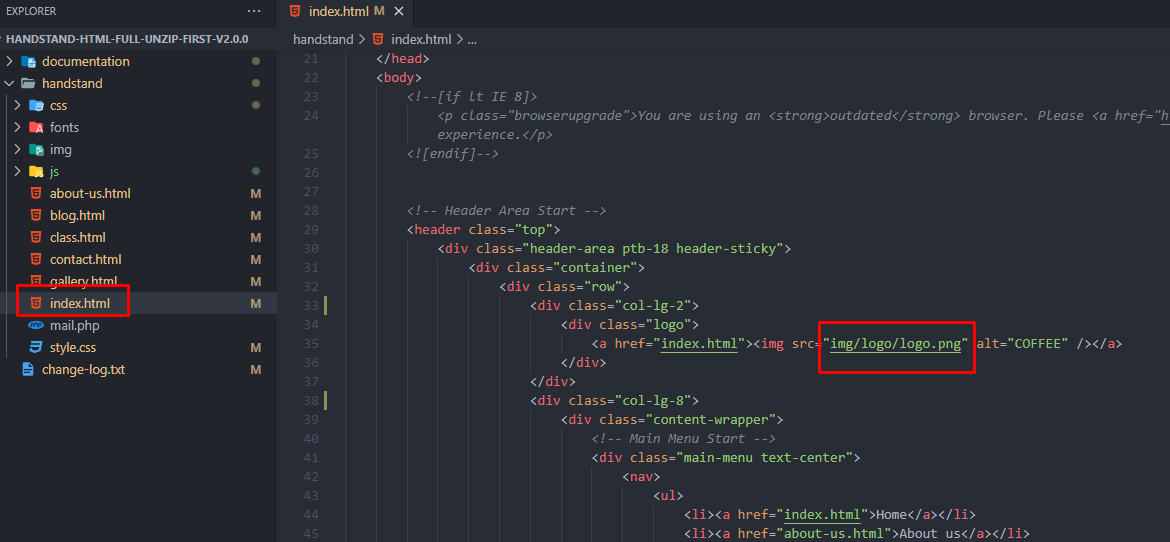 EXPLORER ...
HANDSTAND-HTML-FULL-UNZIP-FIRST-V2.0.0
documentation
handstand
css
fonts
img
js
about-us.html M
blog.html M
class.html M
contact.html M
gallery.html M
index.html M
mail.php
style.css M
change-log.txt M
index.html M
handstand > index.html > ...
21 </head>
22 <body>
23 <!--[if lt IE 8]>
24 <p class="browserupgrade">You are using an <strong>outdated</strong> browser. Please <a href="h
experience.</p>
25 <![endif]-->
26
27
28 <!-- Header Area Start -->
29 <header class="top">
30 <div class="header-area ptb-18 header-sticky">
31 <div class="container">
32 <div class="row">
33 <div class="col-lg-2">
34 <div class="logo">
35 <a href="index.html"><img src="img/logo/logo.png" alt="COFFEE" /></a>
36 </div>
37 </div>
38 <div class="col-lg-8">
39 <div class="content-wrapper">
40 <!-- Main Menu Start -->
41 <div class="main-menu text-center">
42 <nav>
43 <ul>
44 <li><a href="index.html">Home</a></li>
45 <li><a href="about-us.html">About us</a></li>